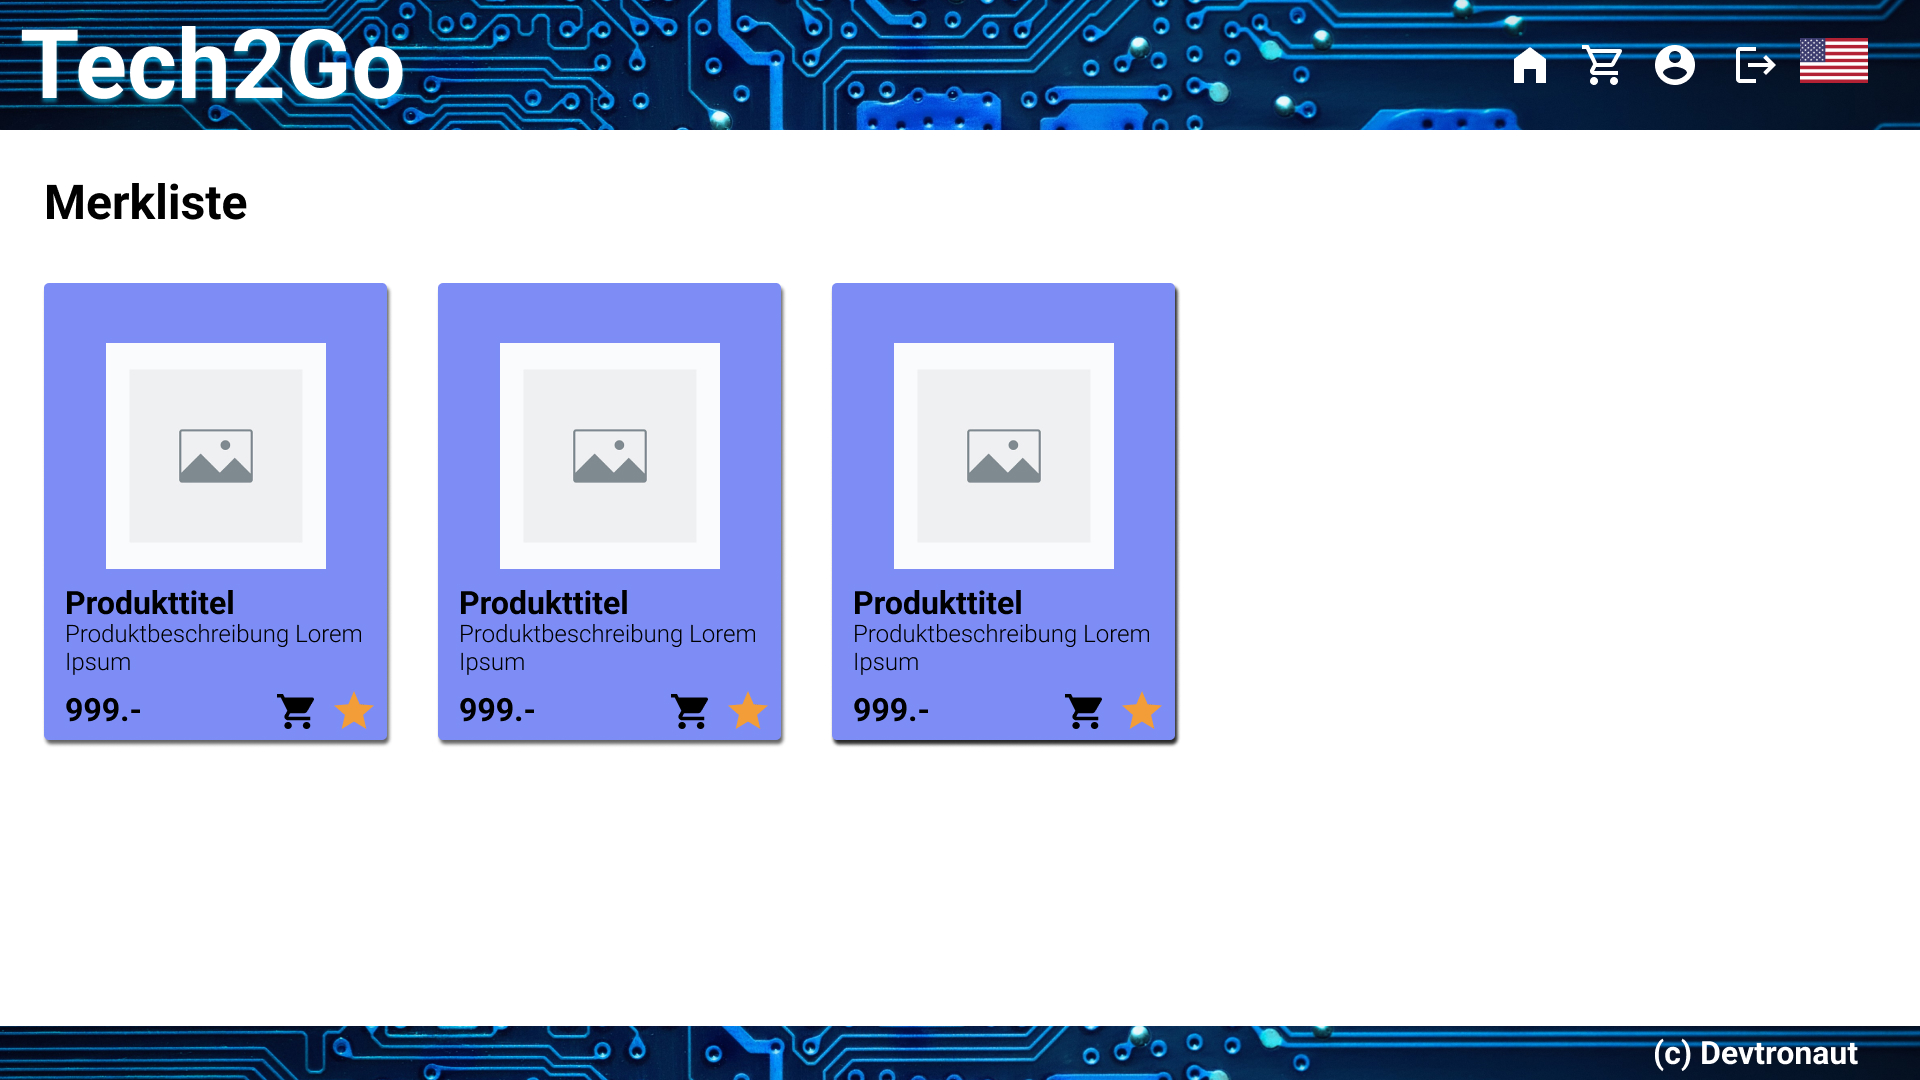 Tech2Go
Merkliste
Produkttitel
Produktbeschreibung Lorem
Ipsum
999.-
Produkttitel
Produktbeschreibung Lorem
Ipsum
999.-
Produkttitel
Produktbeschreibung Lorem
Ipsum
999.-
(c) Devtronaut